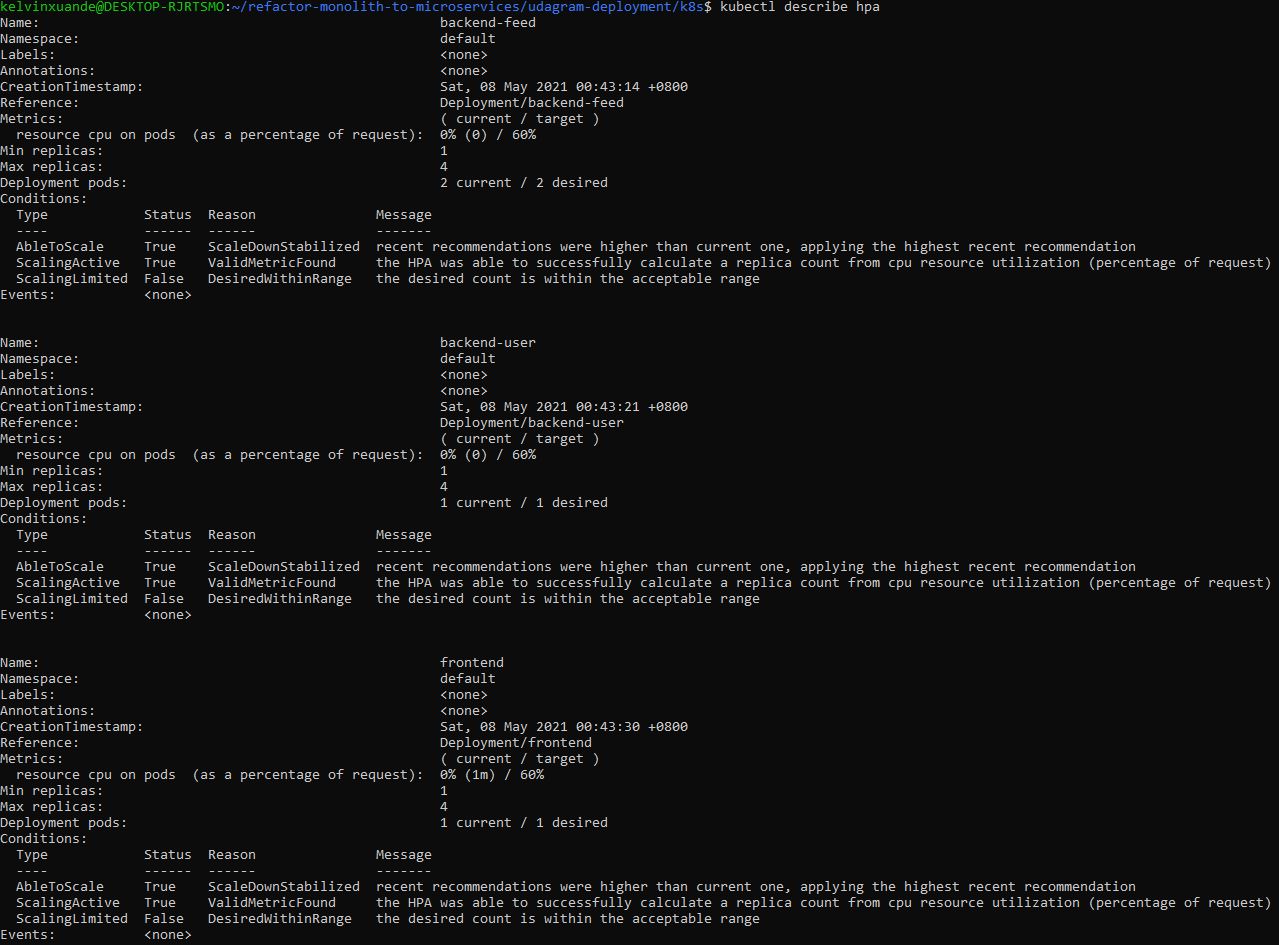 kelvinxuande@DESKTOP-RJRTSMO:~/refactor-monolith-to-microservices/udagram-deployment/k8s$ kubectl describe hpa
Name:                                                  backend-feed
Namespace:                                             default
Labels:                                                <none>
Annotations:                                           <none>
CreationTimestamp:                                     Sat, 08 May 2021 00:43:14 +0800
Reference:                                             Deployment/backend-feed
Metrics:                                               ( current / target )
  resource cpu on pods  (as a percentage of request):  0% (0) / 60%
Min replicas:                                          1
Max replicas:                                          4
Deployment pods:                                       2 current / 2 desired
Conditions:
  Type            Status  Reason               Message
  ----            ------  ------               -------
  AbleToScale     True    ScaleDownStabilized  recent recommendations were higher than current one, applying the highest recent recommendation
  ScalingActive   True    ValidMetricFound     the HPA was able to successfully calculate a replica count from cpu resource utilization (percentage of request)
  ScalingLimited  False   DesiredWithinRange   the desired count is within the acceptable range
Events:           <none>
Name:                                                  backend-user
Namespace:                                             default
Labels:                                                <none>
Annotations:                                           <none>
CreationTimestamp:                                     Sat, 08 May 2021 00:43:21 +0800
Reference:                                             Deployment/backend-user
Metrics:                                               ( current / target )
  resource cpu on pods  (as a percentage of request):  0% (0) / 60%
Min replicas:                                          1
Max replicas:                                          4
Deployment pods:                                       1 current / 1 desired
Conditions:
  Type            Status  Reason               Message
  ----            ------  ------               -------
  AbleToScale     True    ScaleDownStabilized  recent recommendations were higher than current one, applying the highest recent recommendation
  ScalingActive   True    ValidMetricFound     the HPA was able to successfully calculate a replica count from cpu resource utilization (percentage of request)
  ScalingLimited  False   DesiredWithinRange   the desired count is within the acceptable range
Events:           <none>
Name:                                                  frontend
Namespace:                                             default
Labels:                                                <none>
Annotations:                                           <none>
CreationTimestamp:                                     Sat, 08 May 2021 00:43:30 +0800
Reference:                                             Deployment/frontend
Metrics:                                               ( current / target )
  resource cpu on pods  (as a percentage of request):  0% (1m) / 60%
Min replicas:                                          1
Max replicas:                                          4
Deployment pods:                                       1 current / 1 desired
Conditions:
  Type            Status  Reason               Message
  ----            ------  ------               -------
  AbleToScale     True    ScaleDownStabilized  recent recommendations were higher than current one, applying the highest recent recommendation
  ScalingActive   True    ValidMetricFound     the HPA was able to successfully calculate a replica count from cpu resource utilization (percentage of request)
  ScalingLimited  False   DesiredWithinRange   the desired count is within the acceptable range
Events:           <none>